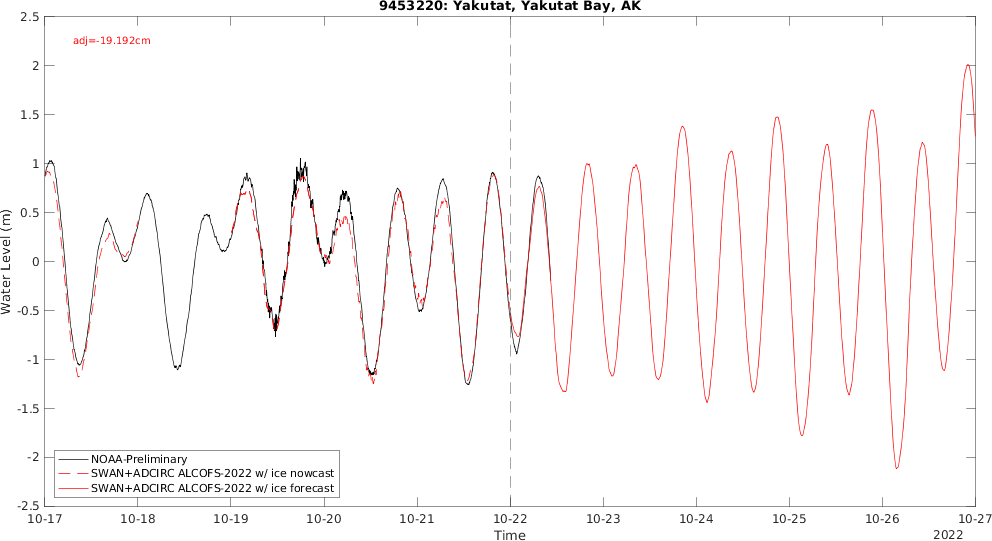 9453220: Yakutat, Yakutat Bay, AK
adj=-19.192cm
2.5
2
1.5
1
0.5
0
-0.5
-1
-1.5
-2
-2.5
Water Level (m)
NOAA-Preliminary
SWAN+ADCIRC ALCOFS-2022 w/ ice nowcast
SWAN+ADCIRC ALCOFS-2022 w/ ice forecast
10-17 10-18 10-19 10-20 10-21 10-22 10-23 10-24 10-25 10-26 10-27
Time
2022